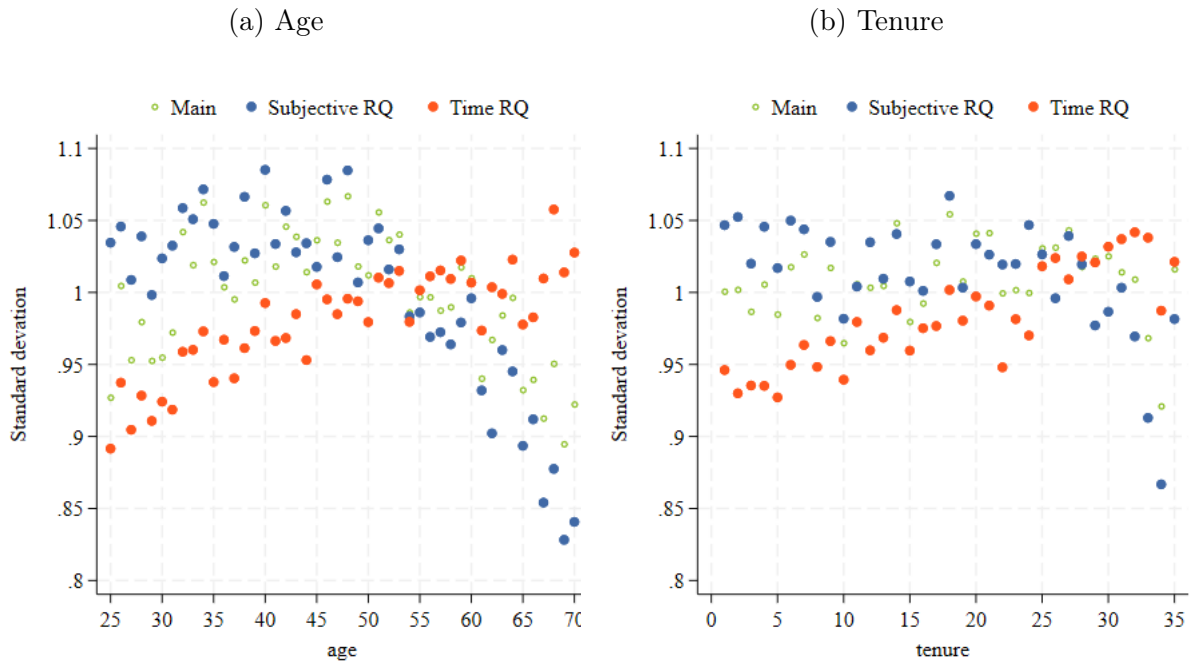 (a) Age
Main Subjective RQ Time RQ
Standard devation
1.1
1.05
1
.95
.9
.85
.8
25 30 35 40 45 50 55 60 65 70
age
(b) Tenure
Main Subjective RQ Time RQ
Standard devation
1.1
1.05
1
.95
.9
.85
.8
0 5 10 15 20 25 30 35
tenure